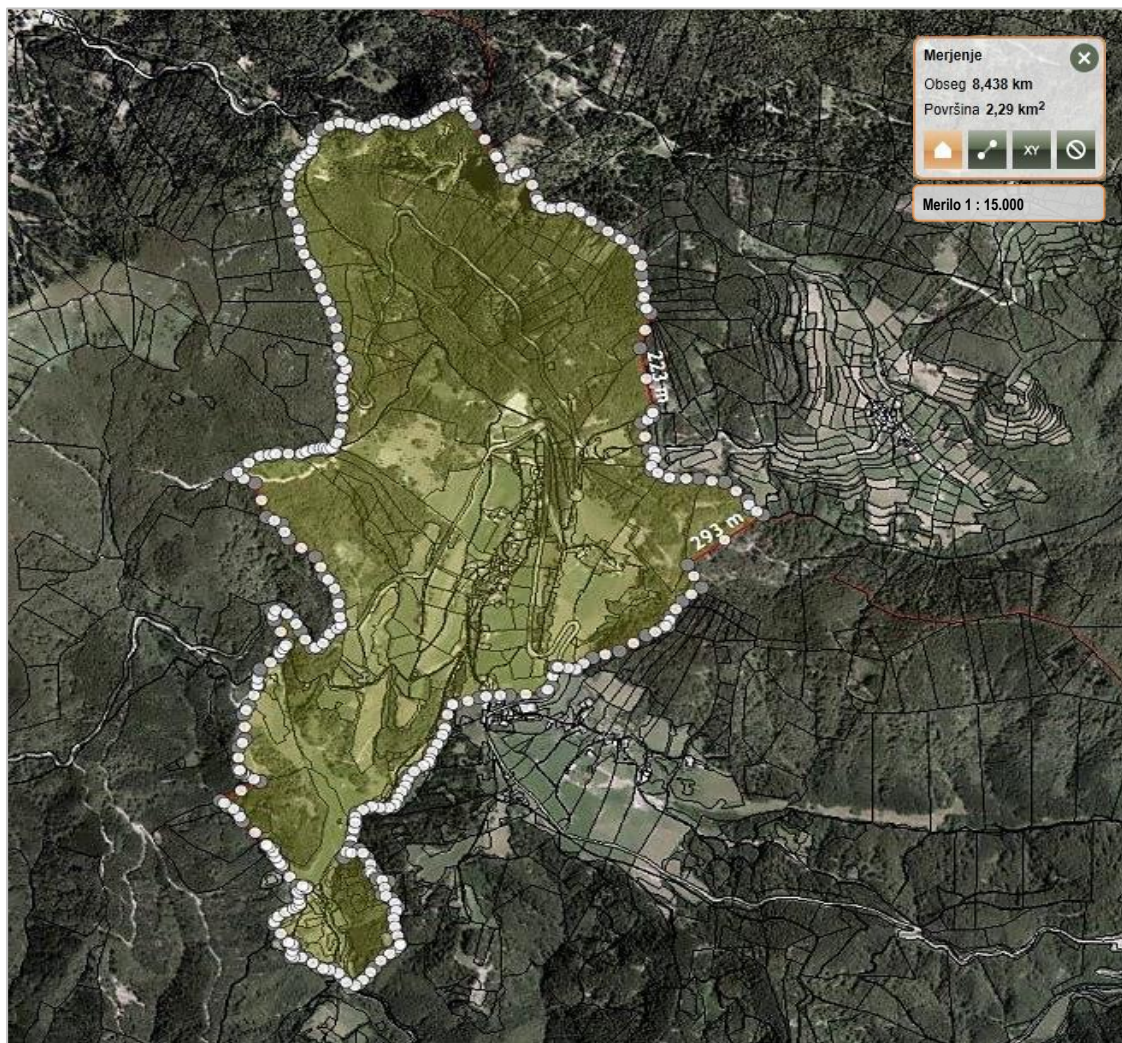 Merjenje
Obseg 8,438 km
Površina 2,29 km²
XY
Merilo 1 : 15.000
223 m
293 m